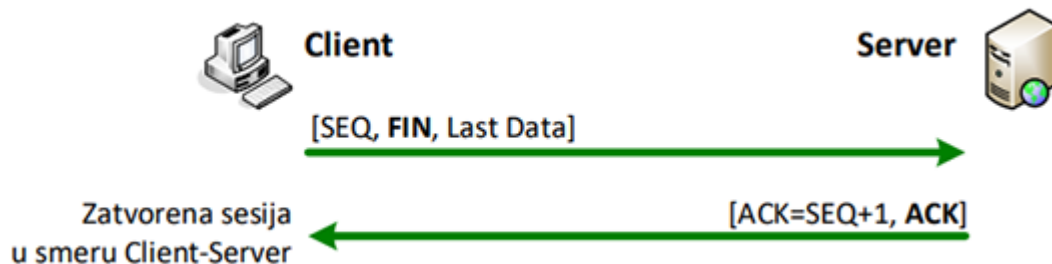 Client
Server
[SEQ, FIN, Last Data]
[ACK=SEQ+1, ACK]
Zatvorena sesija
u smeru Client-Server